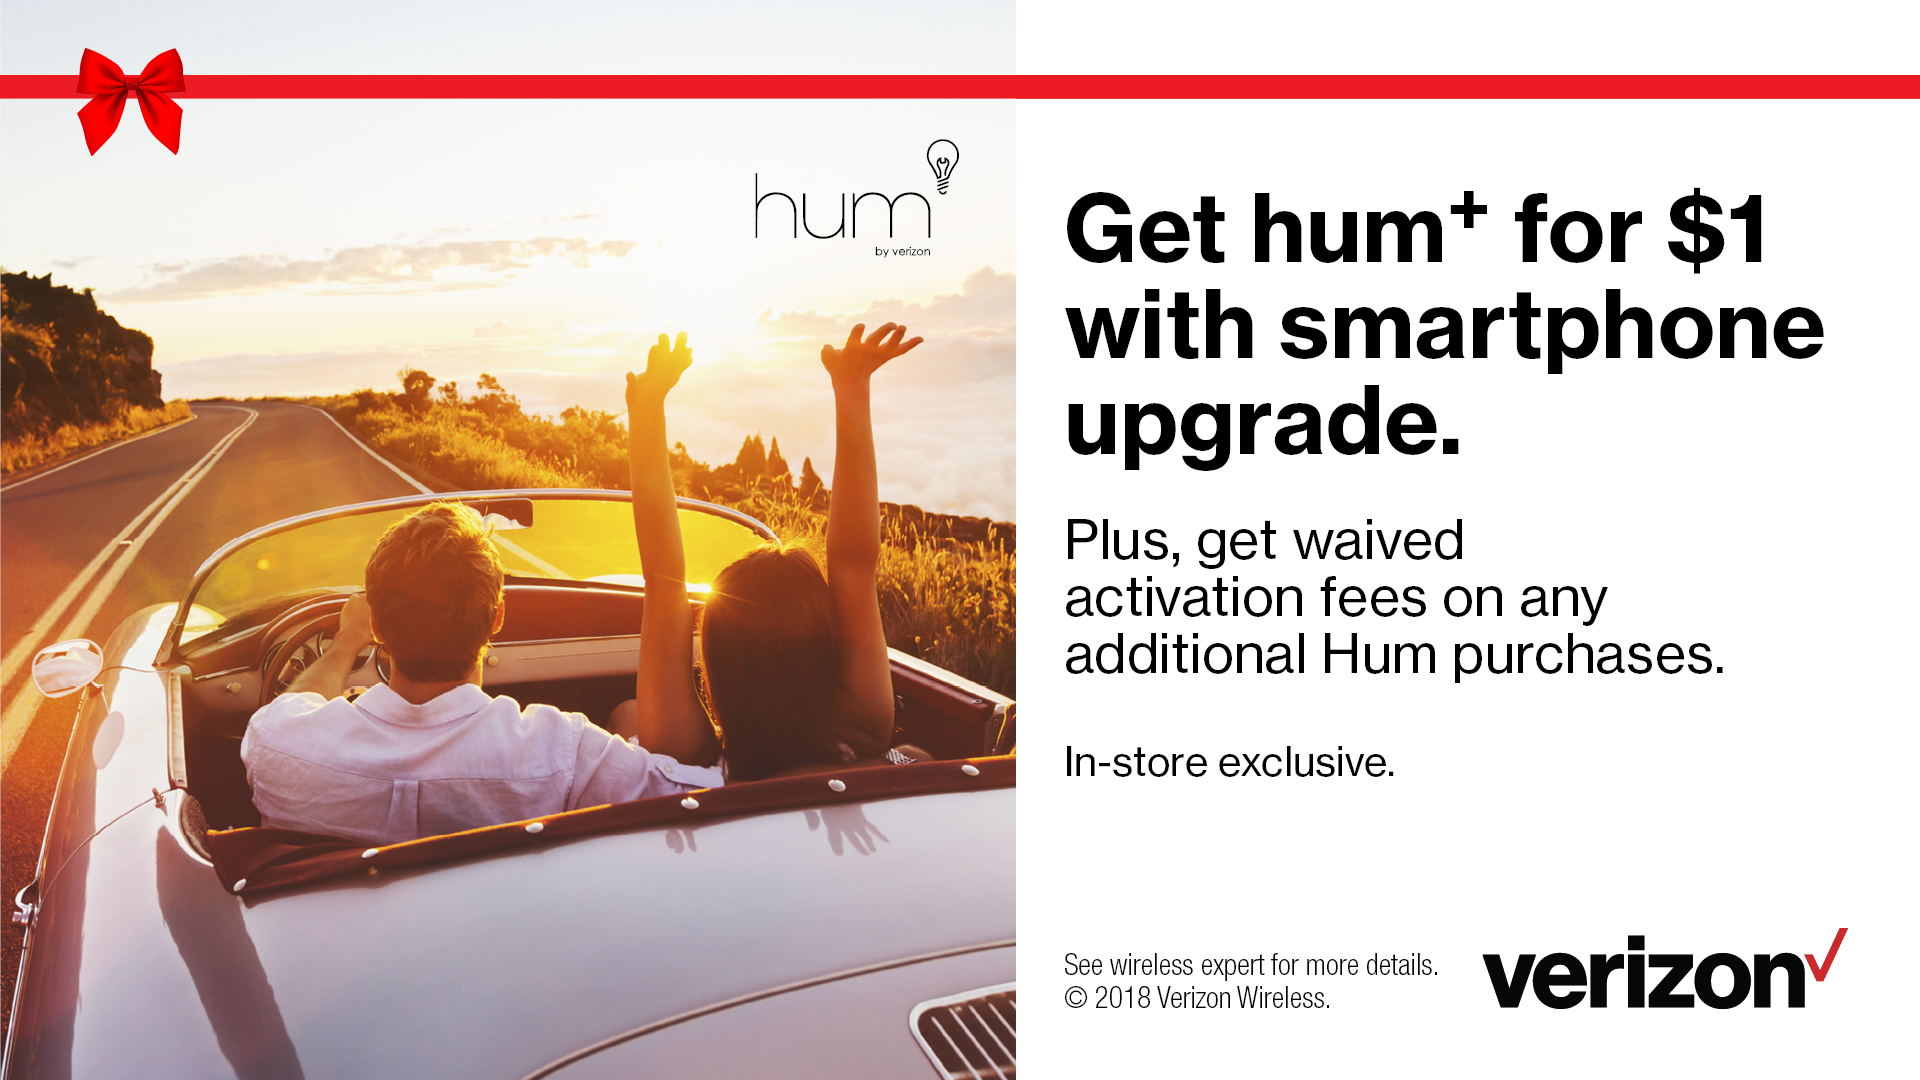 hum
by verizon
Get hum+ for $1
with smartphone
upgrade.
Plus, get waived
activation fees on any
additional Hum purchases.
In-store exclusive.
See wireless expert for more details.
© 2018 Verizon Wireless.
verizon